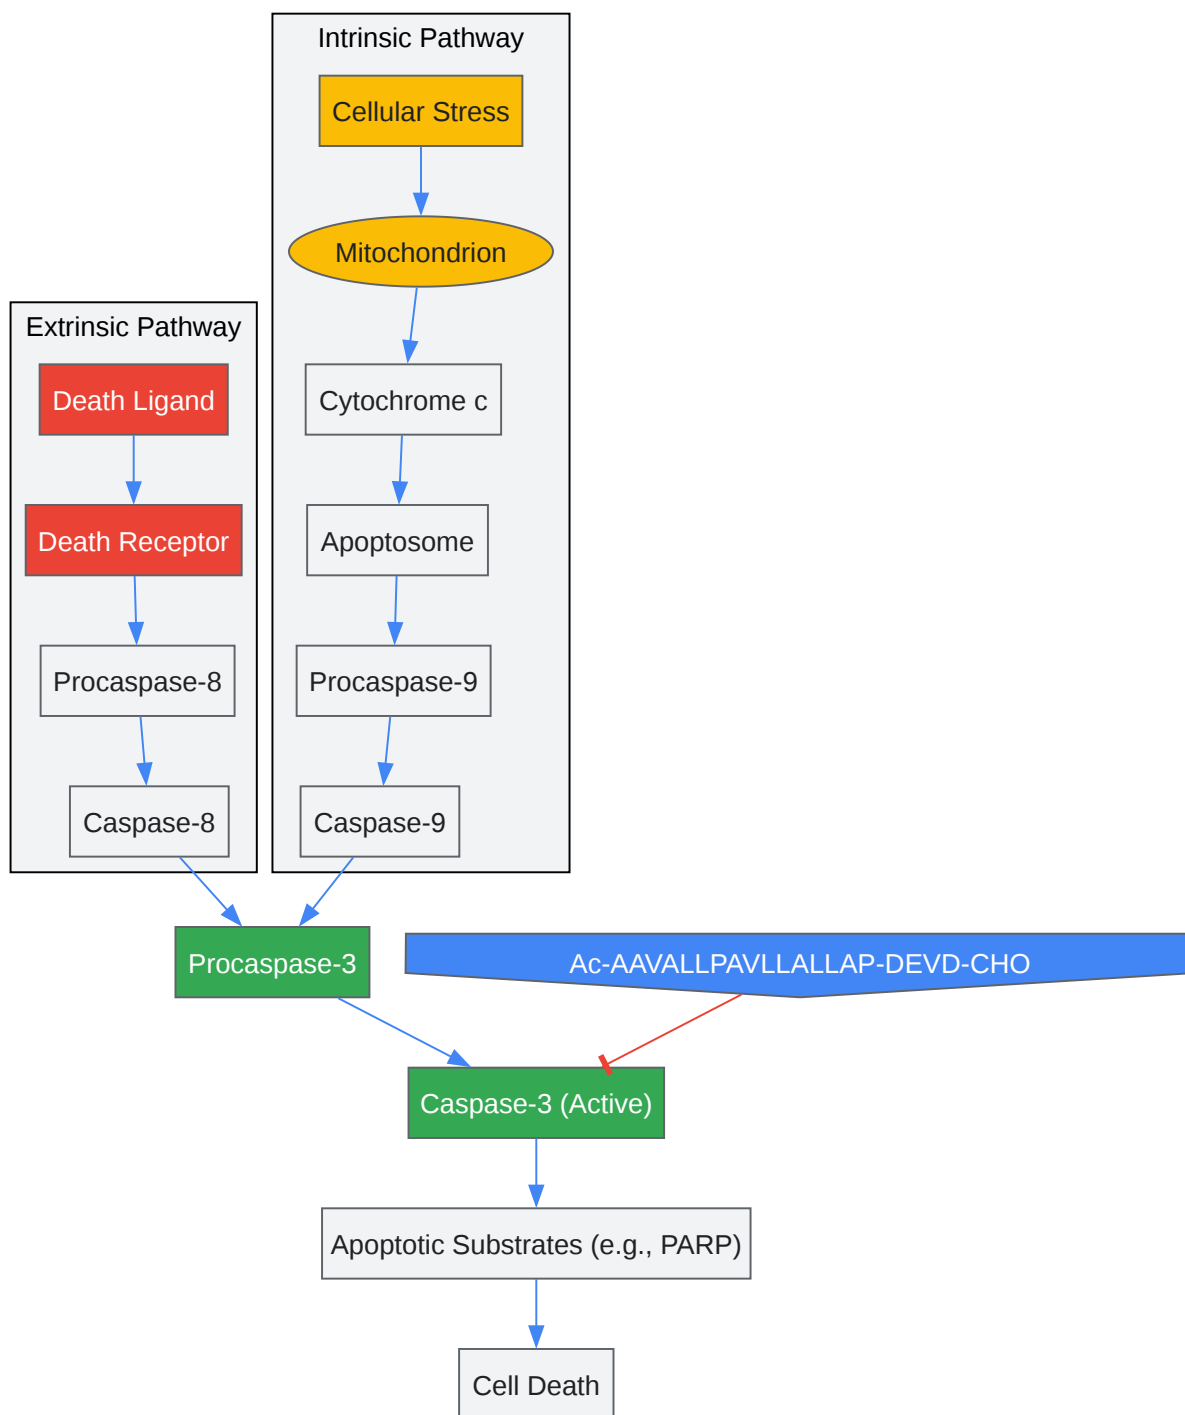 Intrinsic Pathway
Cellular Stress
Mitochondrion
Extrinsic Pathway
Death Ligand
Cytochrome c
Death Receptor
Apoptosome
Procaspase-8
Procaspase-9
Caspase-8
Caspase-9
Procaspase-3
Ac-AAVALLPAVLLALLAP-DEVD-CHO
Caspase-3 (Active)
Apoptotic Substrates (e.g., PARP)
Cell Death